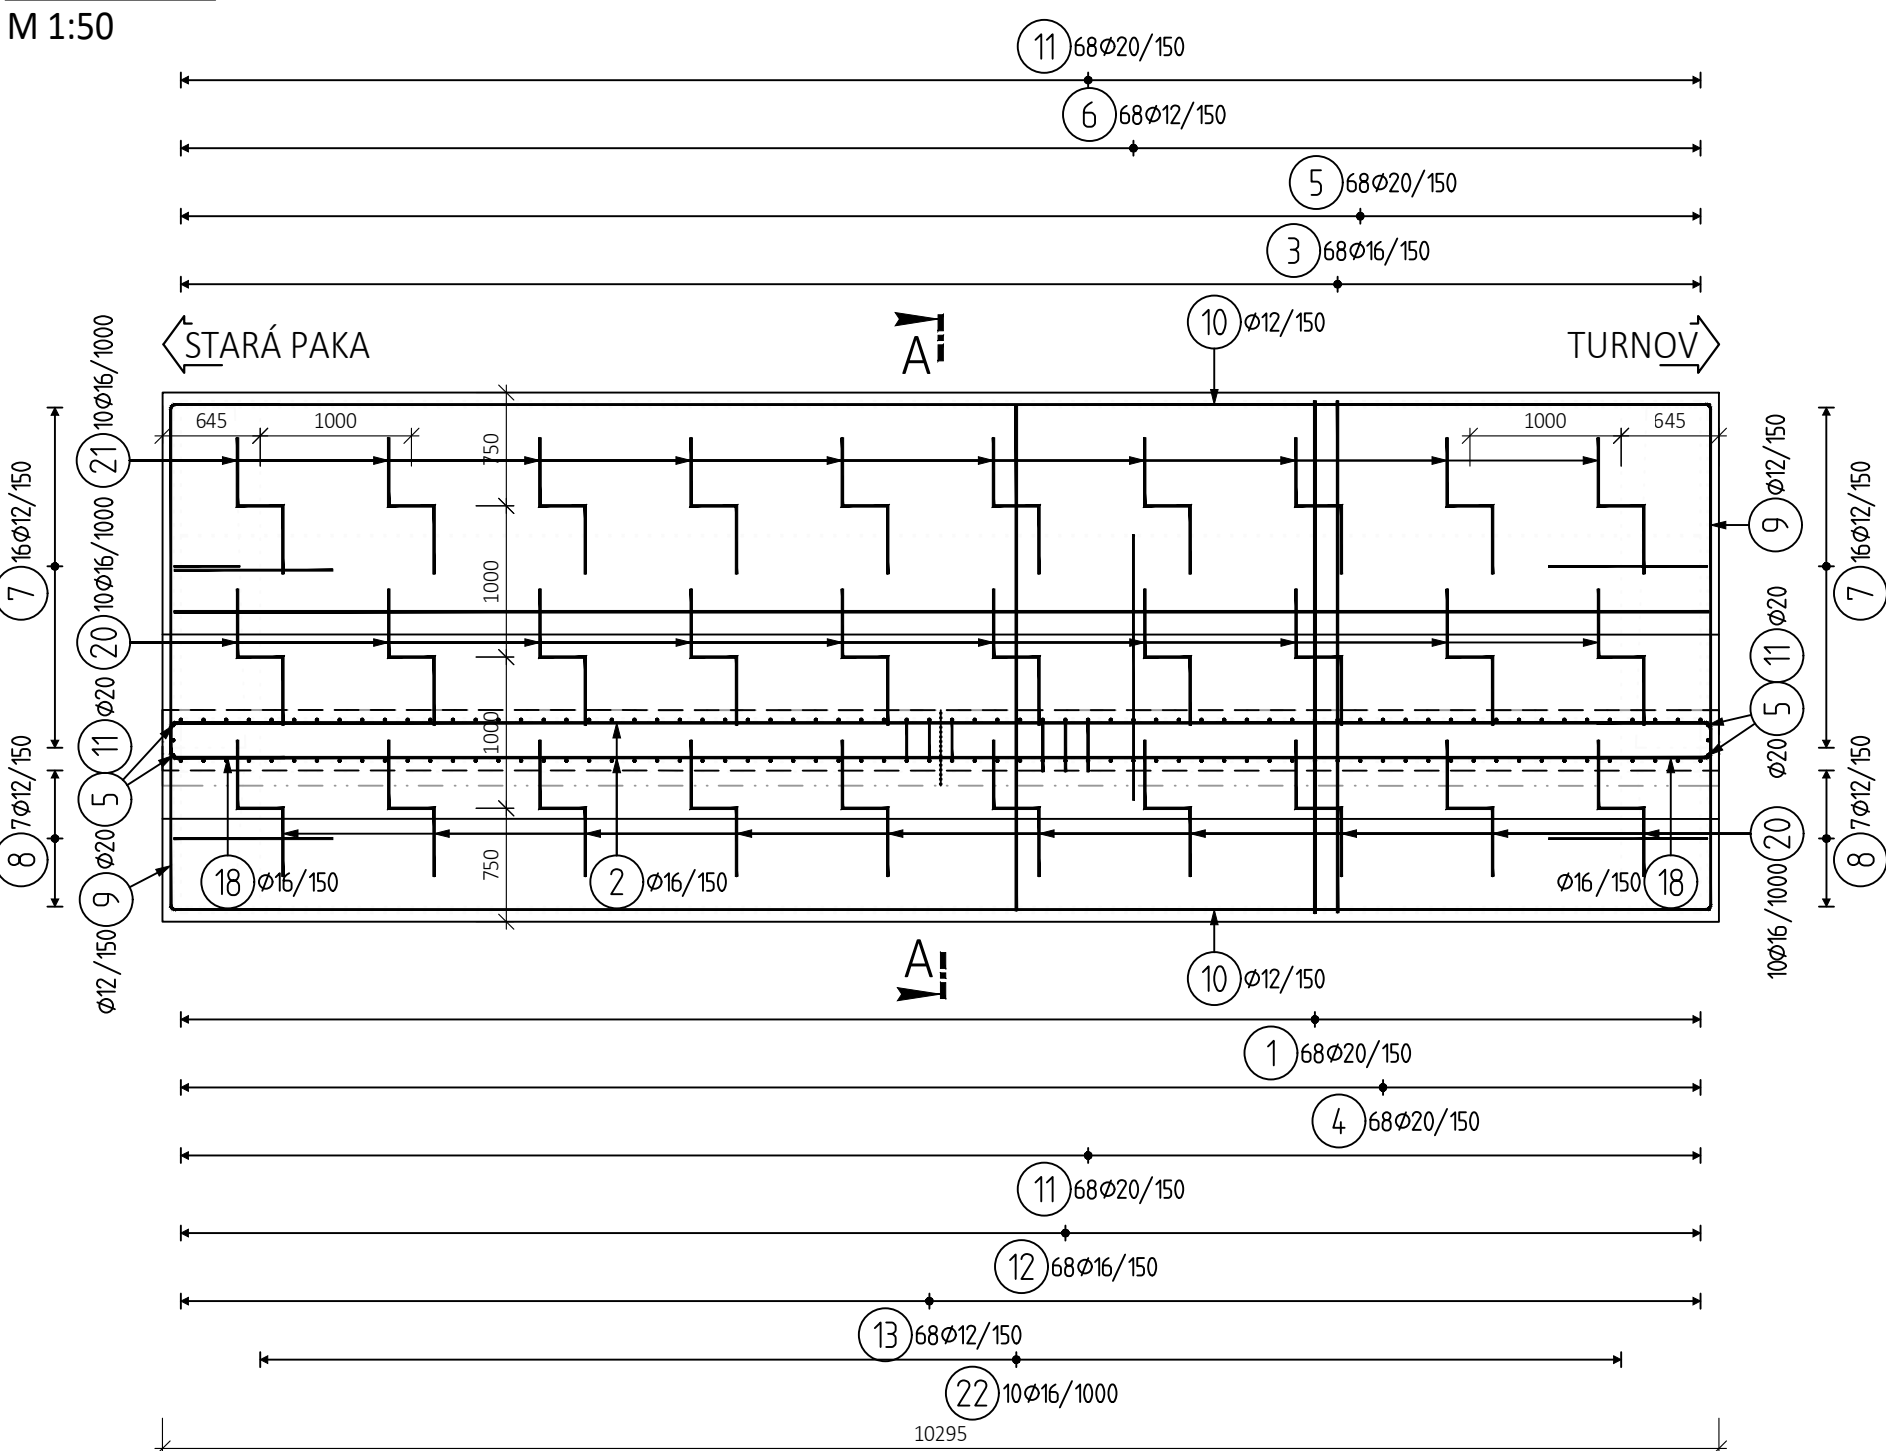 M 1:50
11 68Ø20/150
6 68Ø12/150
5 68Ø20/150
3 68Ø16/150
10 Ø12/150
STARÁ PAKA
A
TURNOV
645
1000
750
1000
645
21 10Ø16/1000
7 16Ø12/150
9 Ø12/150
7 16Ø12/150
1000
20 10Ø16/1000
11 Ø20
11 Ø20
5 Ø20
5 Ø20
1000
8 7Ø12/150
8 7Ø12/150
750
9 Ø12/150
18 Ø16/150
2 Ø16/150
Ø16/150 18
20 10Ø16/1000
A
10 Ø12/150
1 68Ø20/150
4 68Ø20/150
11 68Ø20/150
12 68Ø16/150
13 68Ø12/150
22 10Ø16/1000
10295